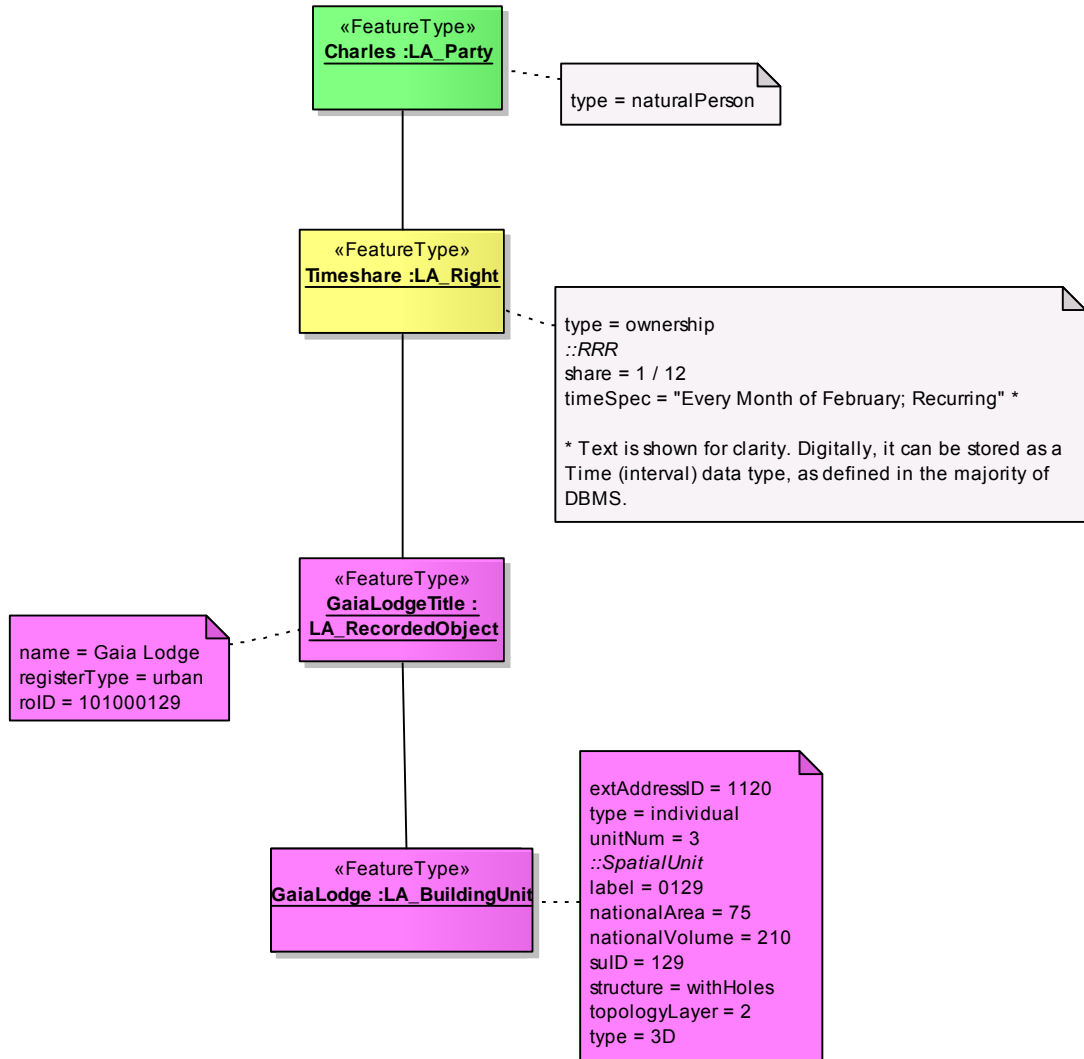 «FeatureType»
Charles :LA_Party
type = naturalPerson
«FeatureType»
Timeshare :LA_Right
type = ownership
::RRR
share = 1 / 12
timeSpec = "Every Month of February; Recurring" *
* Text is shown for clarity. Digitally, it can be stored as a
Time (interval) data type, as defined in the majority of
DBMS.
«FeatureType»
GaiaLodgeTitle :
LA_RecordedObject
name = Gaia Lodge
registerType = urban
roID = 101000129
«FeatureType»
GaiaLodge :LA_BuildingUnit
extAddressID = 1120
type = individual
unitNum = 3
::SpatialUnit
label = 0129
nationalArea = 75
nationalVolume = 210
suID = 129
structure = withHoles
topologyLayer = 2
type = 3D